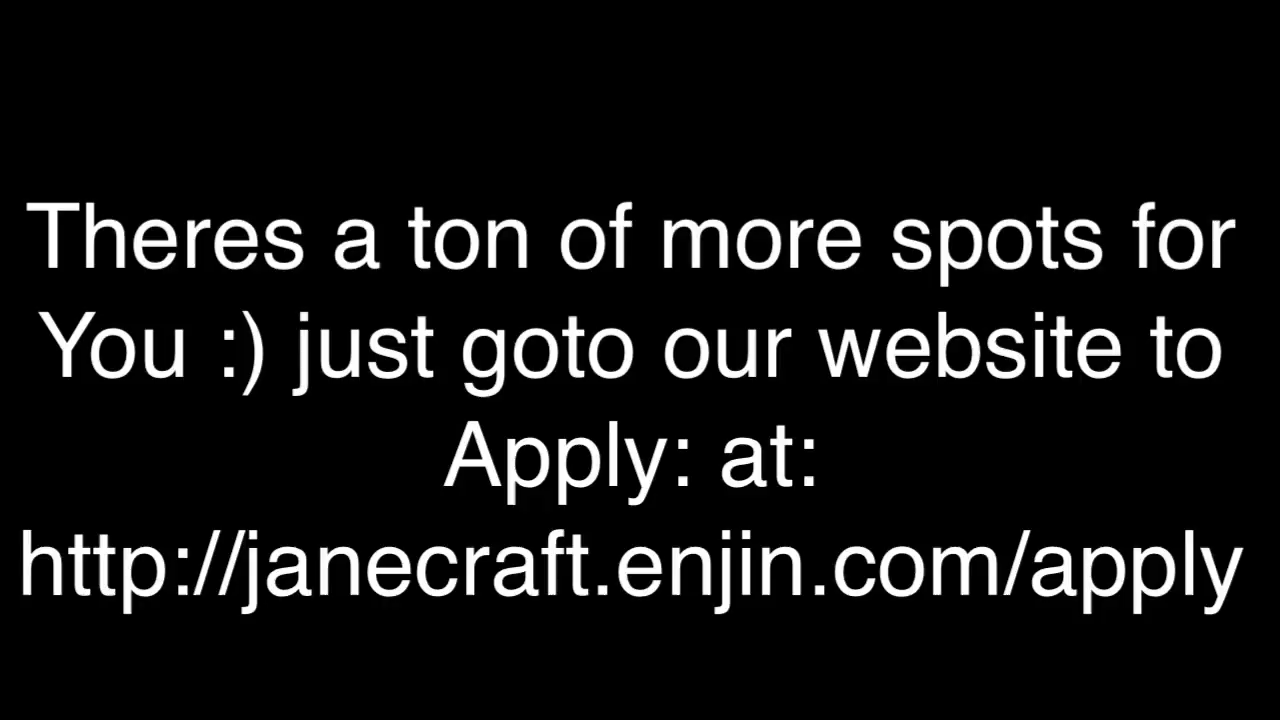 Theres a ton of more spots for
You :) just goto our website to
Apply: at:
http://janecraft.enjin.com/apply